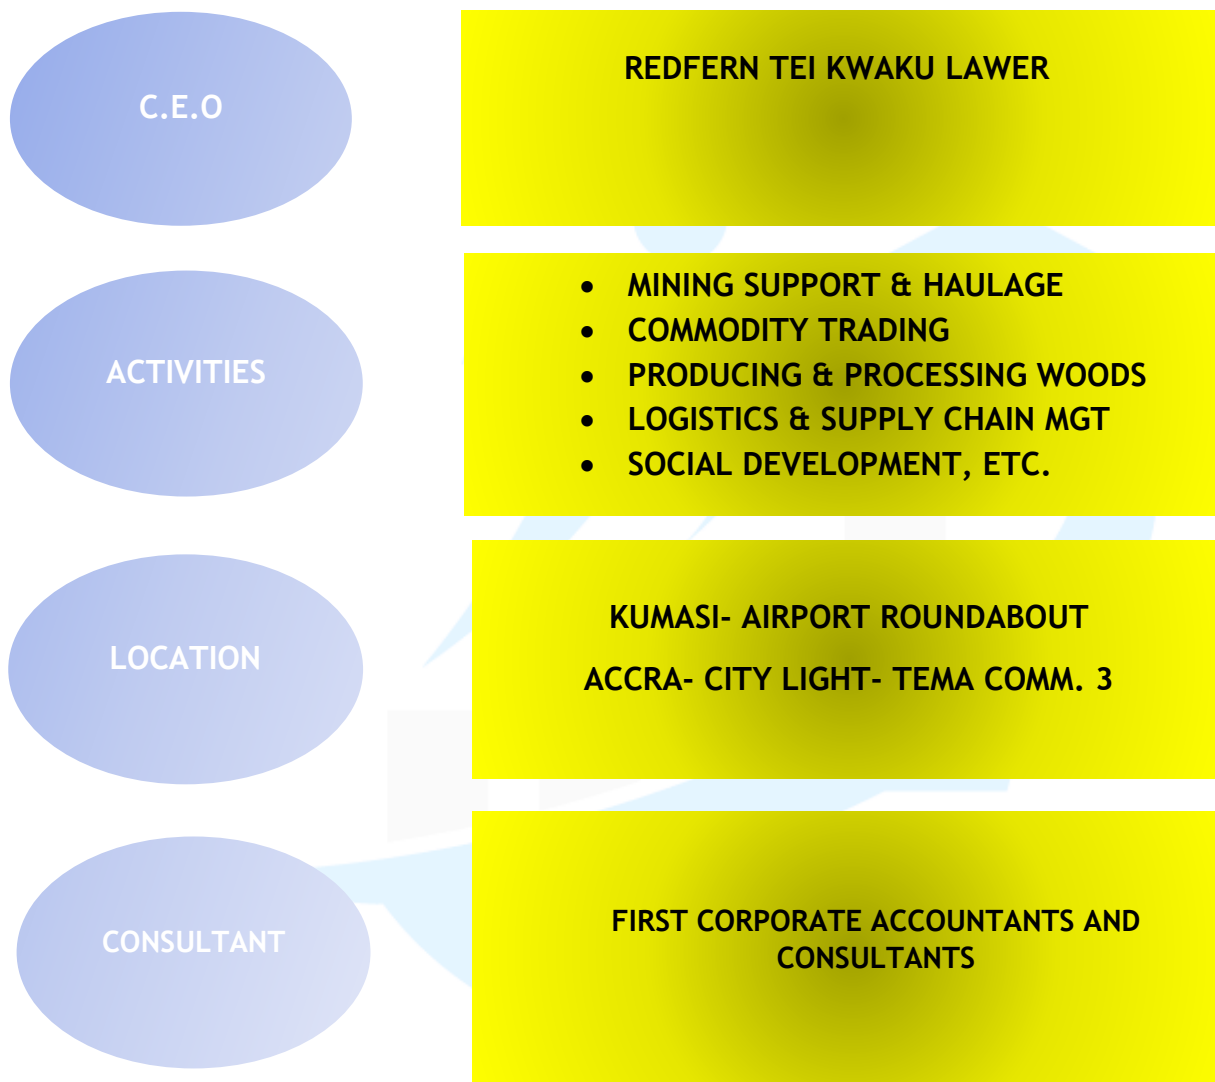 C.E.O
REDFERN TEI KWAKU LAWER
ACTIVITIES
• MINING SUPPORT & HAULAGE
• COMMODITY TRADING
• PRODUCING & PROCESSING WOODS
• LOGISTICS & SUPPLY CHAIN MGT
• SOCIAL DEVELOPMENT, ETC.
LOCATION
KUMASI- AIRPORT ROUNDABOUT
ACCRA- CITY LIGHT- TEMA COMM. 3
CONSULTANT
FIRST CORPORATE ACCOUNTANTS AND
CONSULTANTS